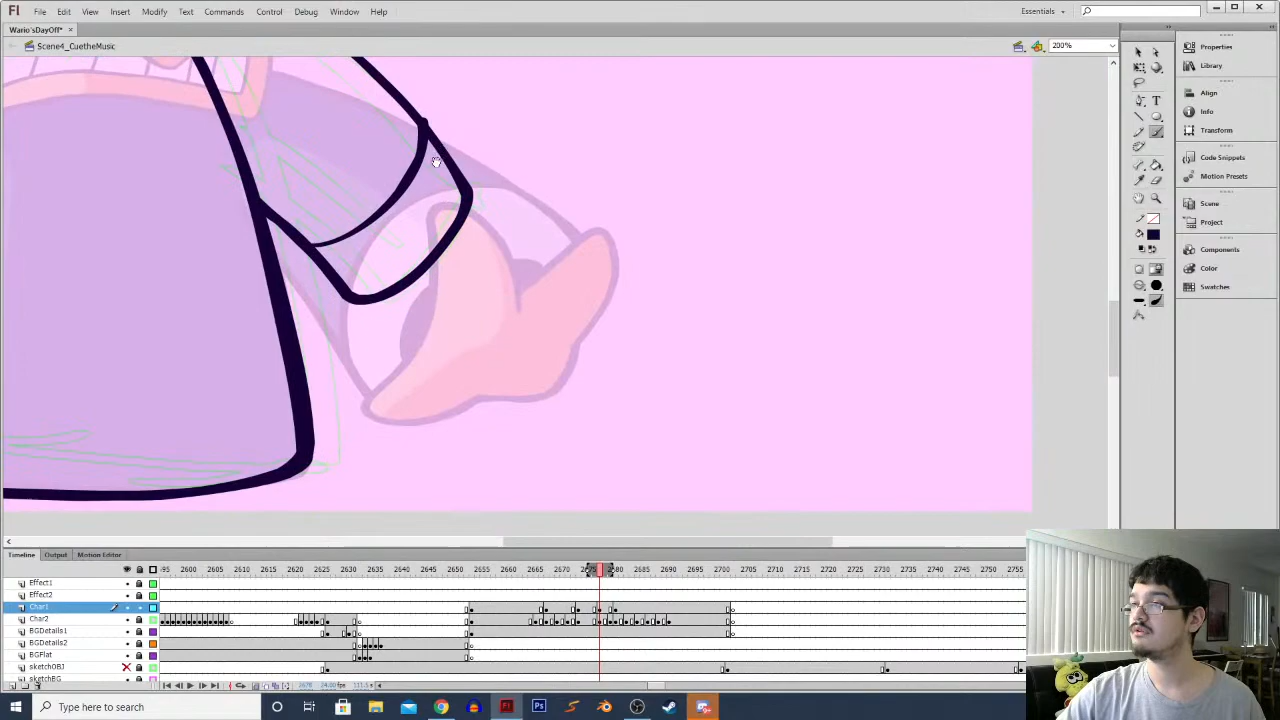 Fl File Edit View Insert Modify Text Commands Control Debug Window Help Essentials
Wario'sDayOff*
Scene4_CuetheMusic 200%
Properties
Library
Align
Info
Transform
Code Snippets
Motion Presets
Scene
Project
Components
Color
Swatches
Timeline Output Motion Editor
95 2600 2605 2610 2615 2620 2625 2630 2635 2640 2645 2650 2655 2660 2665 2670 2680 2685 2690 2695 2700 2705 2710 2715 2720 2725 2730 2735 2740 2745 2750 2755
Effect1
Effect2
Char1
Char2
BGDetails1
BGDetails2
BGFlat
sketchOBJ
sketchBG
24.00fps
Type here to search